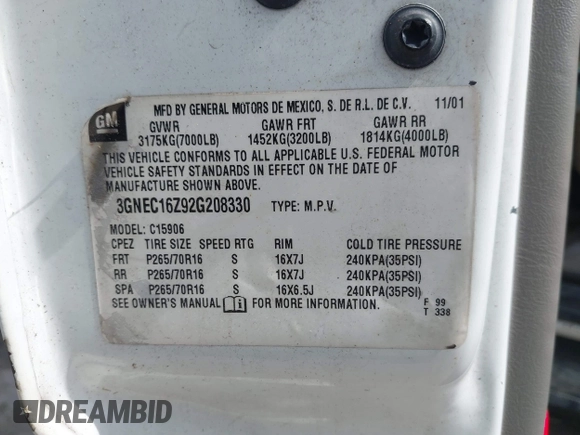 GM
MFD BY GENERAL MOTORS DE MEXICO, S. DE R.L. DE C.V. 11/01
GVWR GAWR FRT GAWR RR
3175KG(7000LB) 1452KG(3200LB) 1814KG(4000LB)
THIS VEHICLE CONFORMS TO ALL APPLICABLE U.S. FEDERAL MOTOR
VEHICLE SAFETY STANDARDS IN EFFECT ON THE DATE OF
MANUFACTURE SHOWN ABOVE.
3GNEC16Z92G208330 TYPE: M.P.V.
MODEL: C15906
CPEZ TIRE SIZE SPEED RTG RIM COLD TIRE PRESSURE
FRT P265/70R16 S 16X7J 240KPA(35PSI)
RR P265/70R16 S 16X7J 240KPA(35PSI)
SPA P265/70R16 S 16X6.5J 240KPA(35PSI)
SEE OWNER'S MANUAL FOR MORE INFORMATION. F 99
T 338
DREAMBID